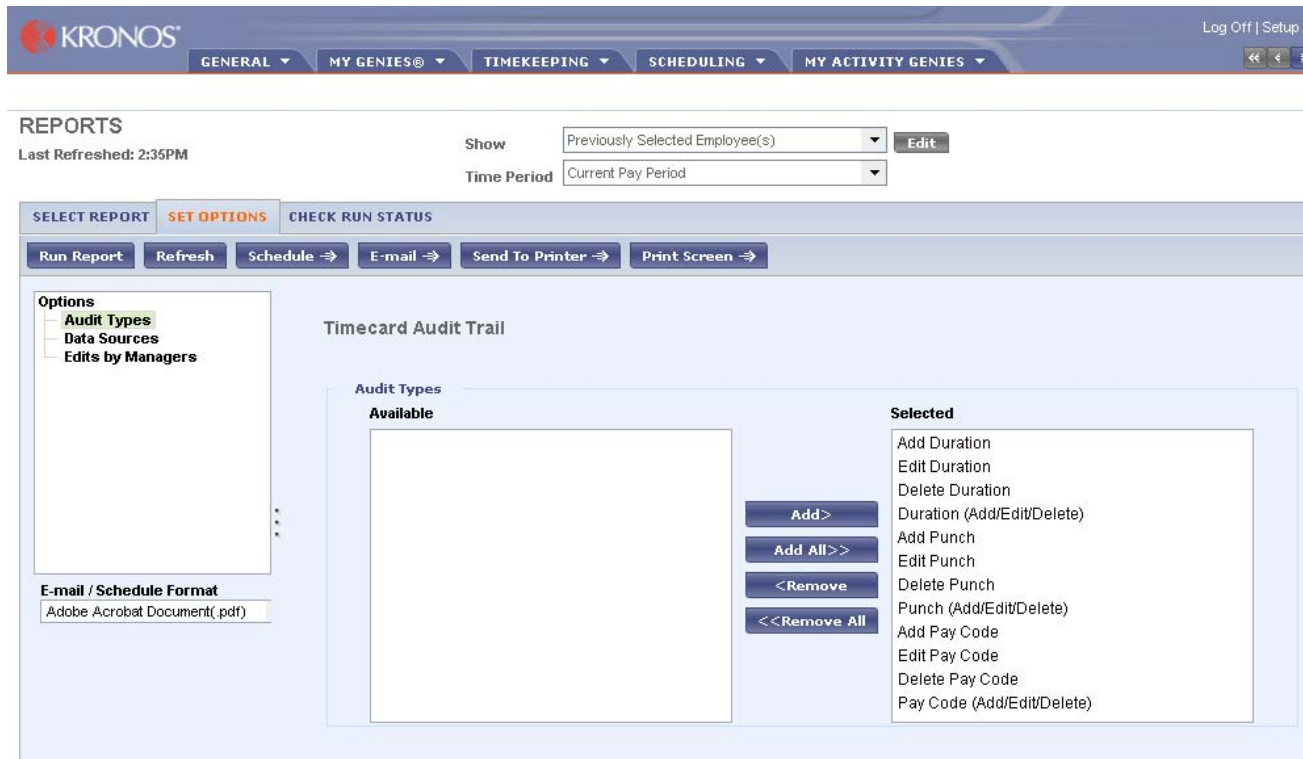 KRONOS®
Log Off | Setup
GENERAL
MY GENIES®
TIMEKEEPING
SCHEDULING
MY ACTIVITY GENIES
REPORTS
Last Refreshed: 2:35PM
Show
Previously Selected Employee(s)
Edit
Time Period
Current Pay Period
SELECT REPORT
SET OPTIONS
CHECK RUN STATUS
Run Report
Refresh
Schedule
E-mail
Send To Printer
Print Screen
Options
Audit Types
Data Sources
Edits by Managers
E-mail / Schedule Format
Adobe Acrobat Document(.pdf)
Timecard Audit Trail
Audit Types
Available
Add>
Add All>>
<Remove
<<Remove All
Selected
Add Duration
Edit Duration
Delete Duration
Duration (Add/Edit/Delete)
Add Punch
Edit Punch
Delete Punch
Punch (Add/Edit/Delete)
Add Pay Code
Edit Pay Code
Delete Pay Code
Pay Code (Add/Edit/Delete)